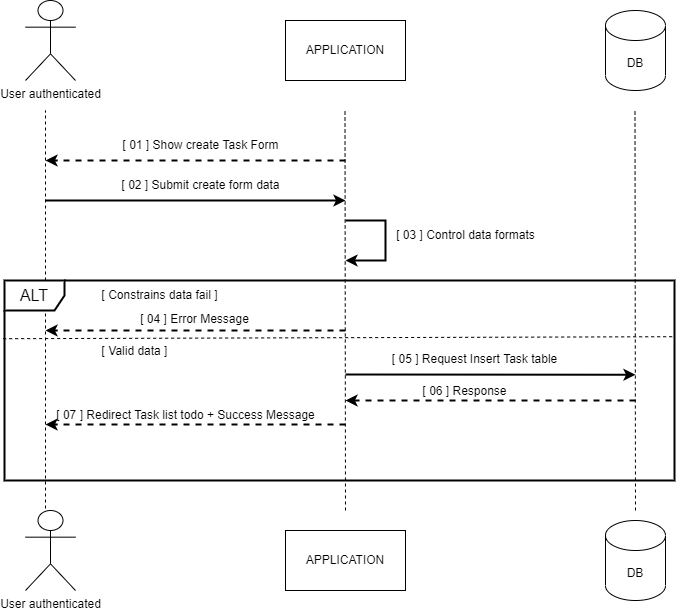 User authenticated
APPLICATION
DB
[ 01 ] Show create Task Form
[ 02 ] Submit create form data
[ 03 ] Control data formats
ALT
[ Constrains data fail ]
[ 04 ] Error Message
[ Valid data ]
[ 05 ] Request Insert Task table
[ 06 ] Response
[ 07 ] Redirect Task list todo + Success Message
User authenticated
APPLICATION
DB